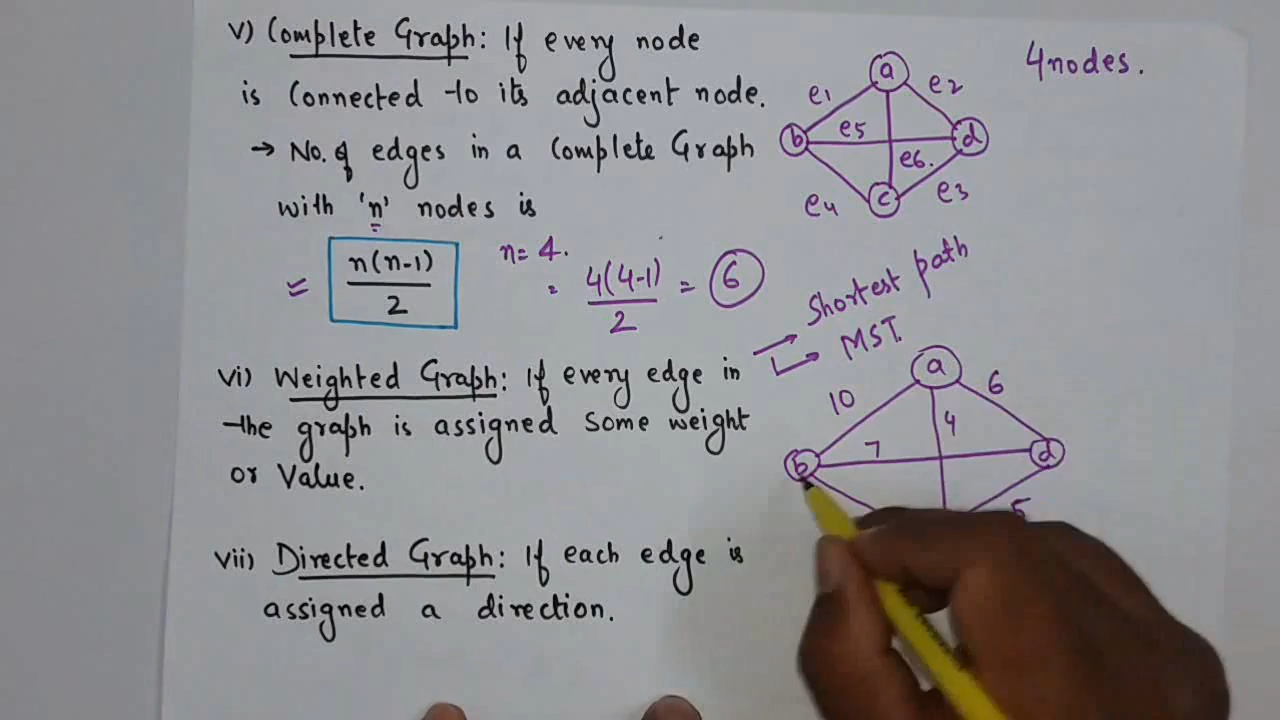 v) Complete Graph: If every node
is Connected to its adjacent node.
→ No. of edges in a Complete Graph
with 'n' nodes is
= n(n-1)
2
n=4.
= 4(4-1) = 6
2
4nodes.
a
e1 e2
b e5 d
e6.
e4 c e3
Shortest path
MST.
vi) Weighted Graph: If every edge in
the graph is assigned some weight
or Value.
a
10 6
4
b 7 d
5
vii) Directed Graph: If each edge is
assigned a direction.